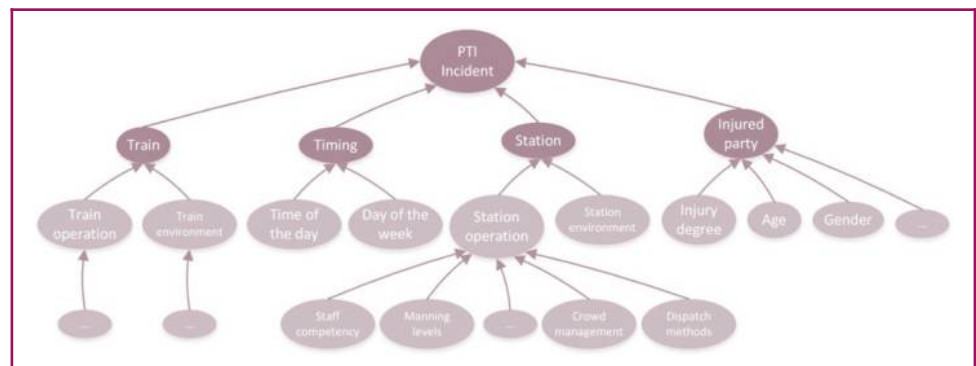 PTI
Incident
Train
Timing
Station
Injured
party
Train
operation
Train
environment
Time of
the day
Day of the
week
Station
operation
Station
environment
Injury
degree
Age
Gender
...
...
...
Staff
competency
Manning
levels
...
Crowd
management
Dispatch
methods